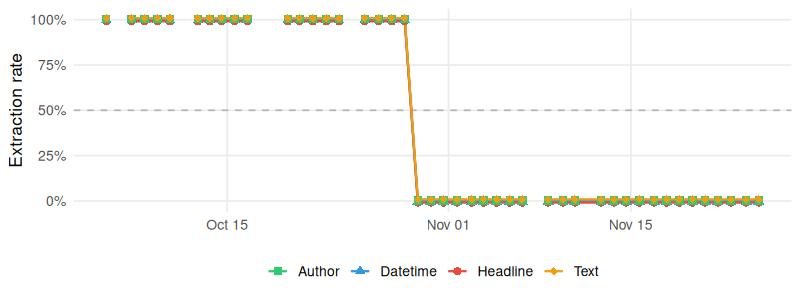 Extraction rate
100%
75%
50%
25%
0%
Oct 15 Nov 01 Nov 15
Author Datetime Headline Text